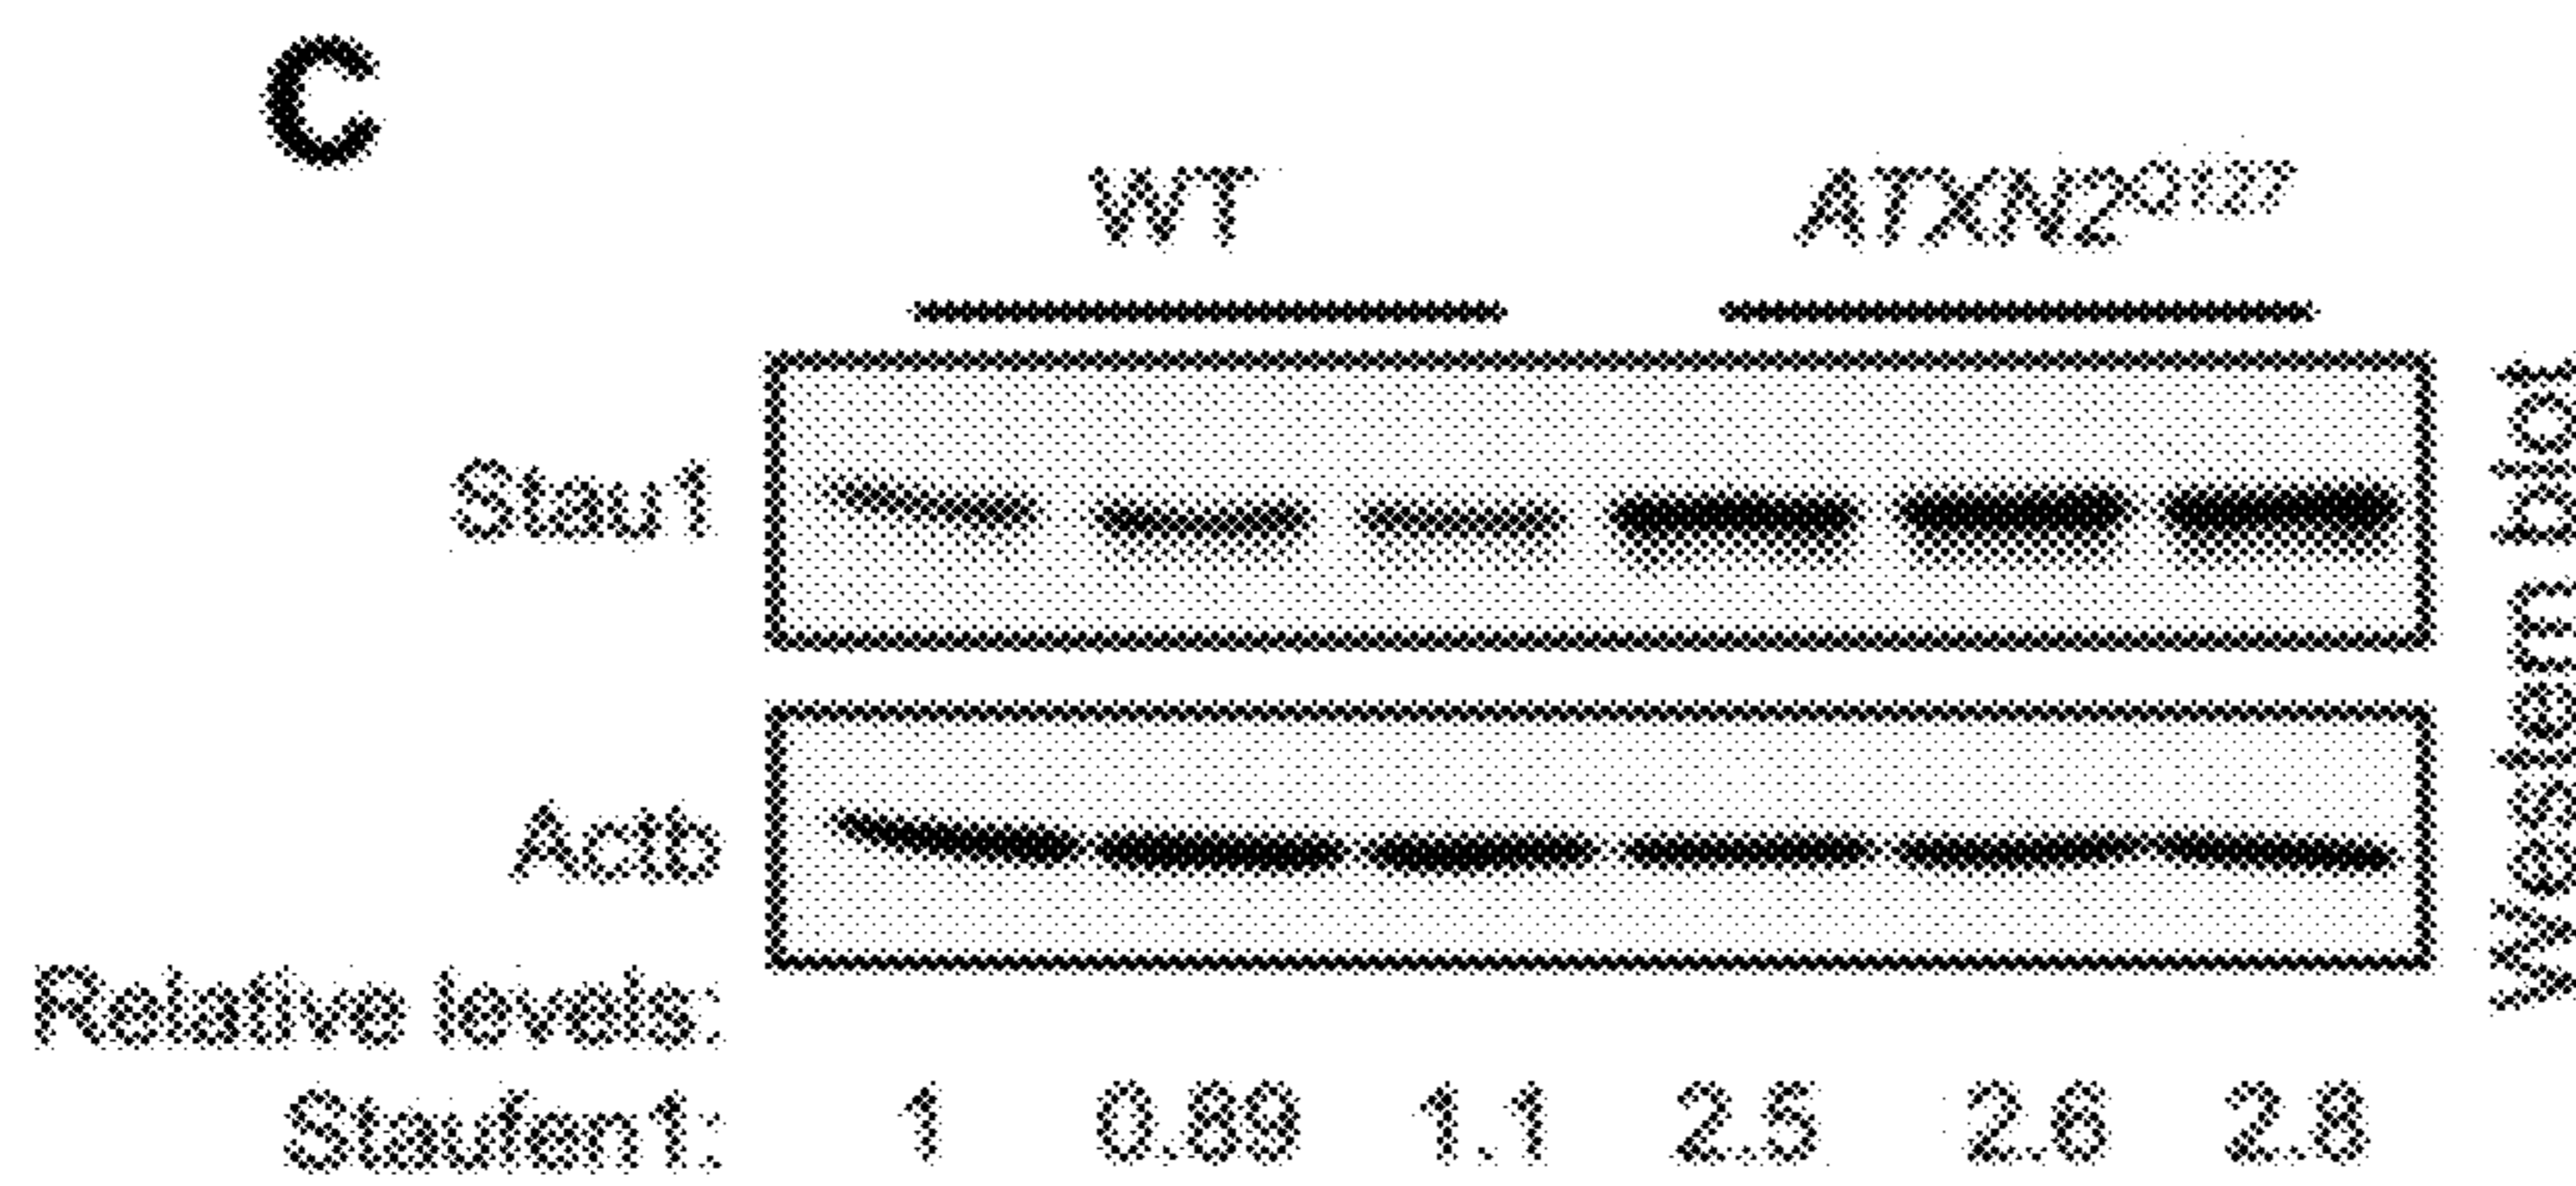 C
WT ATXN2Q127
Stau1
Actb
Western blot
Relative levels:
Staufen1: 1 0.89 1.1 2.5 2.6 2.8